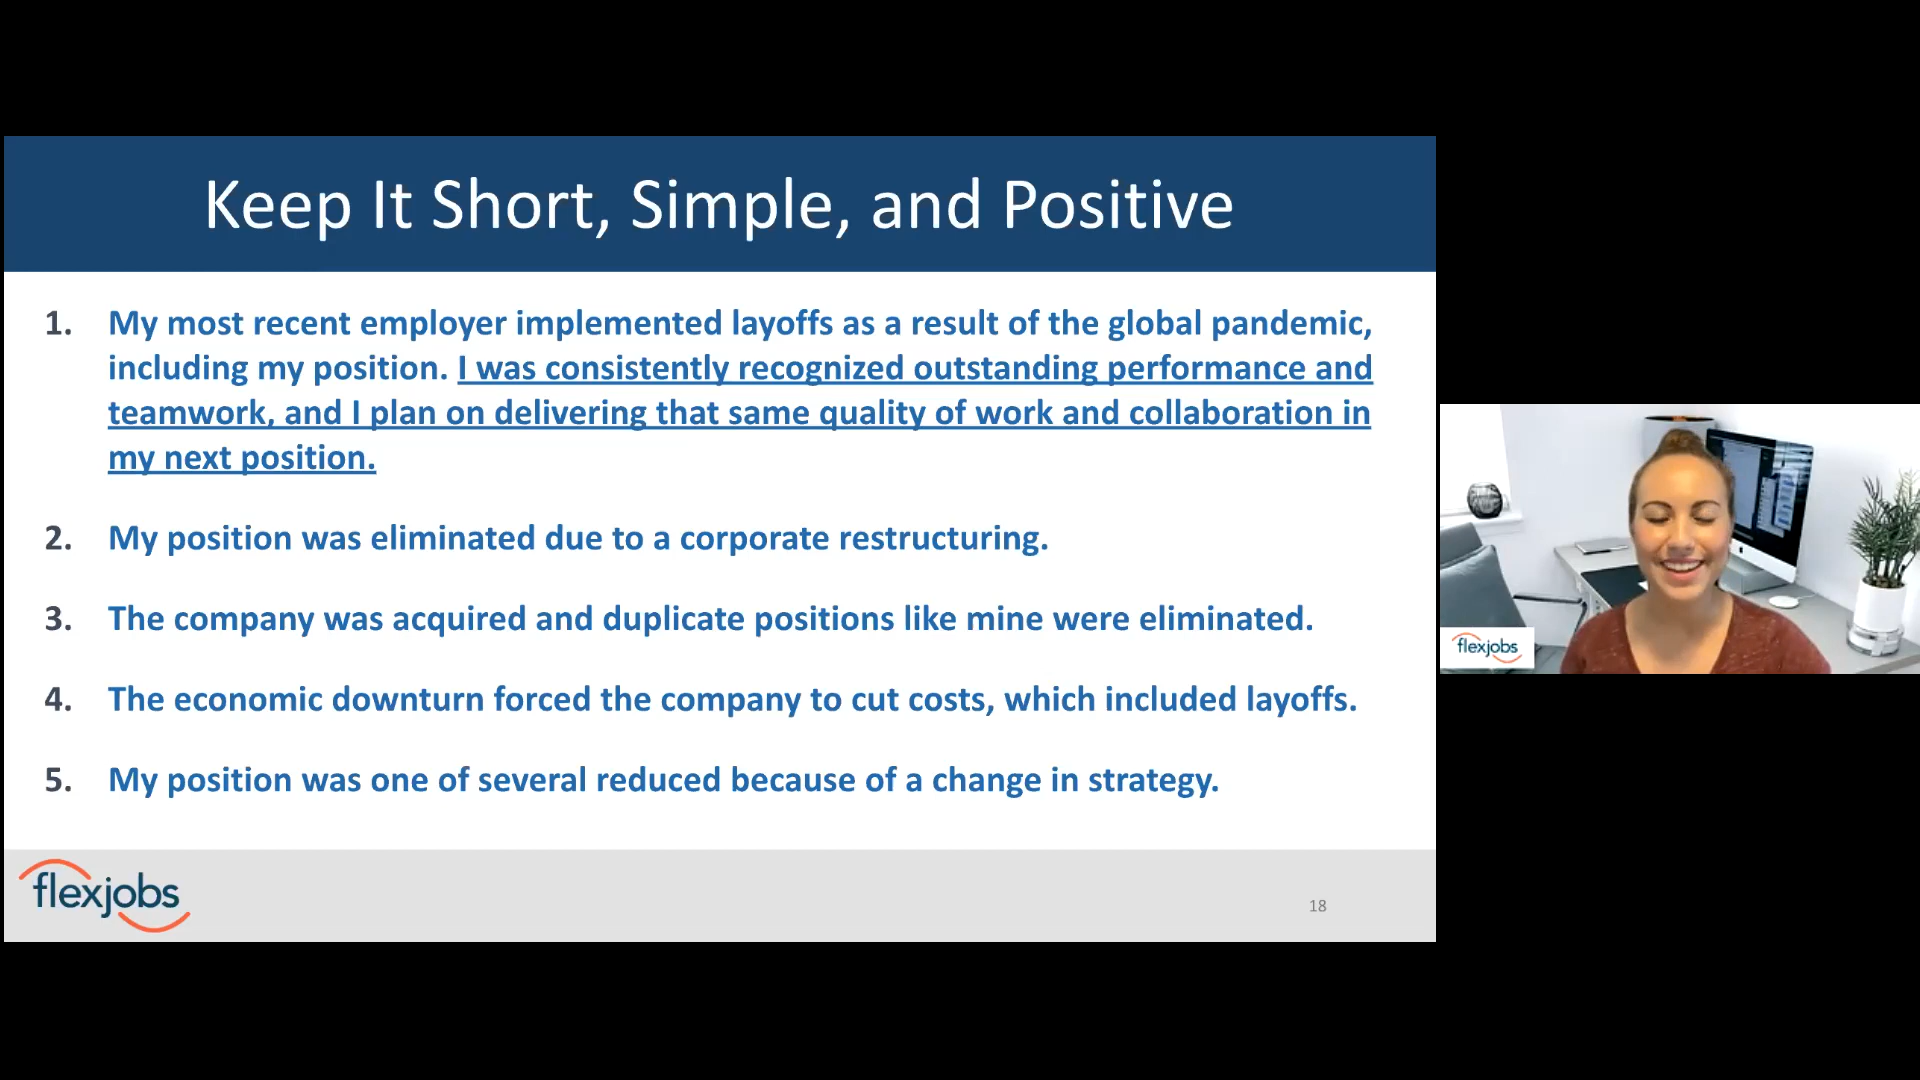 Keep It Short, Simple, and Positive
1. My most recent employer implemented layoffs as a result of the global pandemic,
including my position. I was consistently recognized outstanding performance and
teamwork, and I plan on delivering that same quality of work and collaboration in
my next position.
2. My position was eliminated due to a corporate restructuring.
3. The company was acquired and duplicate positions like mine were eliminated.
4. The economic downturn forced the company to cut costs, which included layoffs.
5. My position was one of several reduced because of a change in strategy.
flexjobs
18
flexjobs